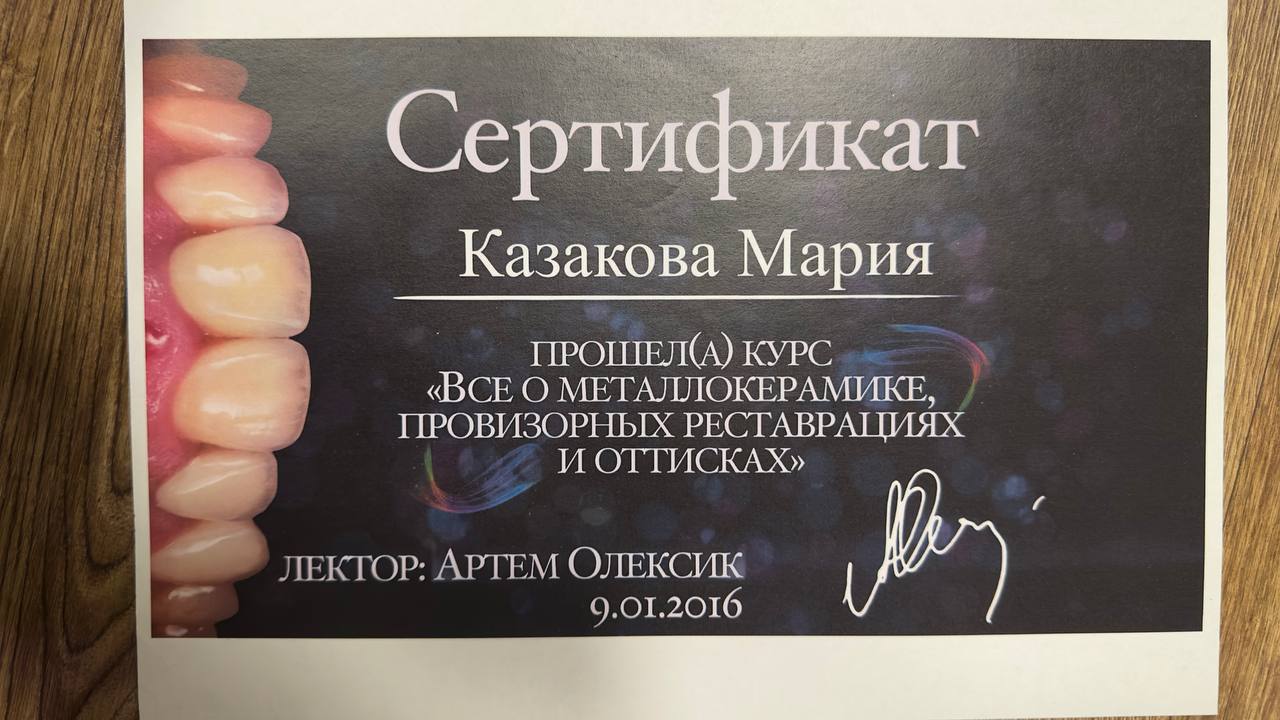 Сертификат
Казакова Мария
прошел(а) курс
«Все о металлокерамике,
провизорных реставрациях
и оттисках»
лектор: Артем Олексик
9.01.2016